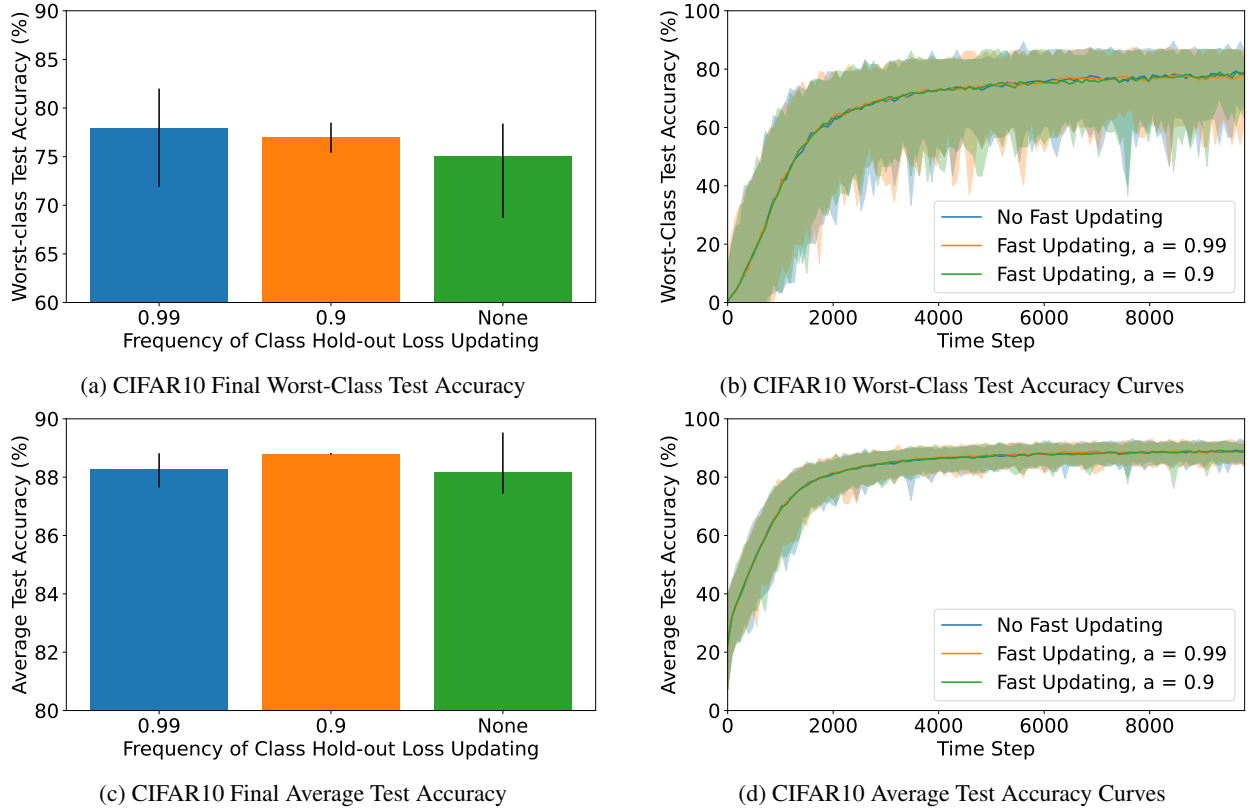 90
85
80
75
70
65
60
Worst-class Test Accuracy (%)
0.99 0.9 None
Frequency of Class Hold-out Loss Updating
(a) CIFAR10 Final Worst-Class Test Accuracy
100
80
60
40
20
0
Worst-Class Test Accuracy (%)
No Fast Updating
Fast Updating, a = 0.99
Fast Updating, a = 0.9
0 2000 4000 6000 8000
Time Step
(b) CIFAR10 Worst-Class Test Accuracy Curves
90
88
86
84
82
80
Average Test Accuracy (%)
0.99 0.9 None
Frequency of Class Hold-out Loss Updating
(c) CIFAR10 Final Average Test Accuracy
100
80
60
40
20
0
Average Test Accuracy (%)
No Fast Updating
Fast Updating, a = 0.99
Fast Updating, a = 0.9
0 2000 4000 6000 8000
Time Step
(d) CIFAR10 Average Test Accuracy Curves